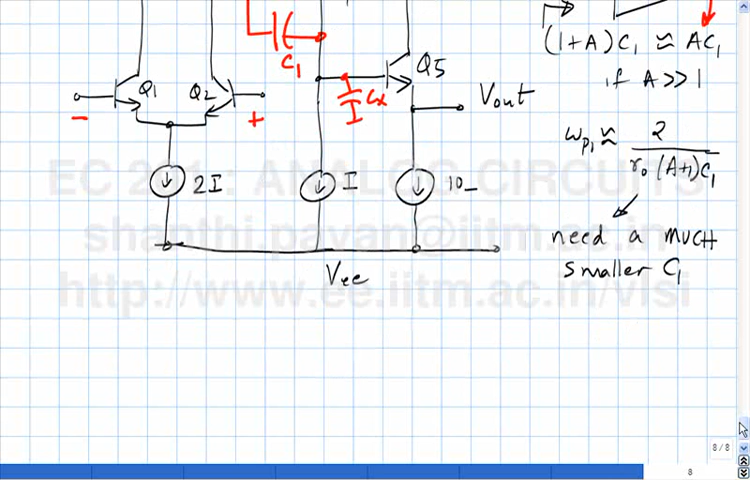 (1+A)C1 ≈ AC1
if A >> 1
C1
Q1
Q2
Q5
Cx
Vout
-
+
ωp1 ≈ 2 / ro (A+1)C1
2I
I
10
need a MUCH
smaller C1
Vee
EC 201: ANALOG CIRCUITS
shanthi.pavan@iitm.ac.in
http://www.ee.iitm.ac.in/vlsi
8/8
8